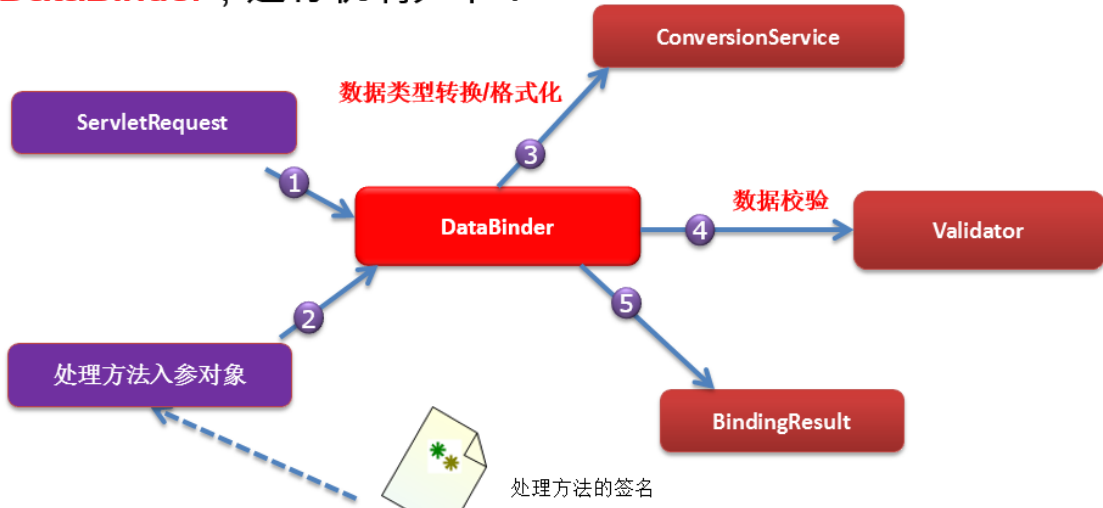 DataBinder
ConversionService
数据类型转换/格式化
ServletRequest
3
1
数据校验
DataBinder
4
Validator
2
5
处理方法入参对象
BindingResult
处理方法的签名